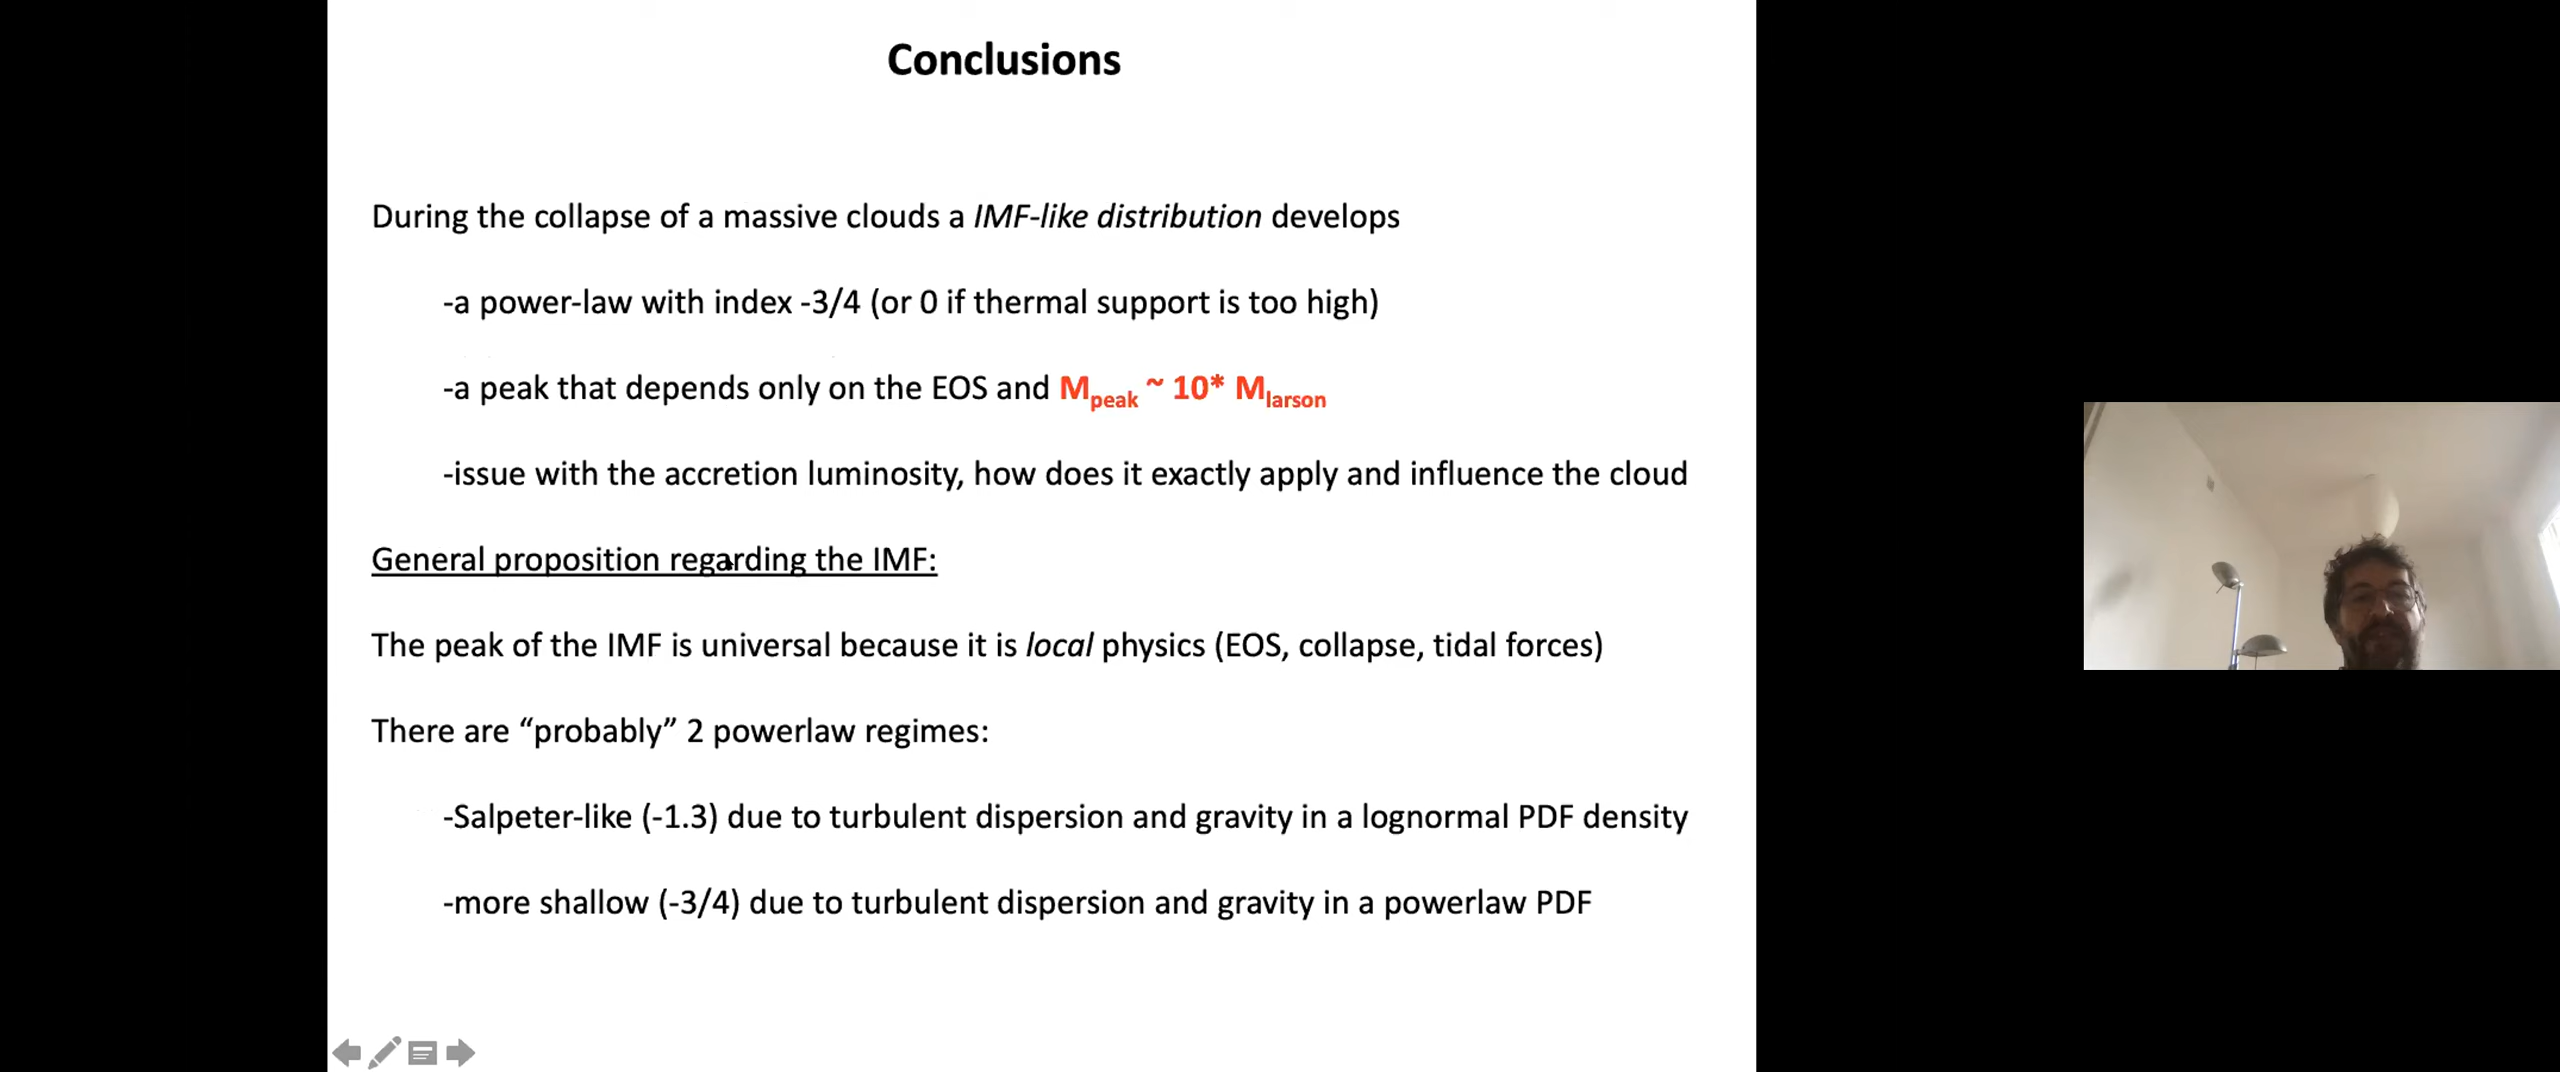 Conclusions
During the collapse of a massive clouds a IMF-like distribution develops
-a power-law with index -3/4 (or 0 if thermal support is too high)
-a peak that depends only on the EOS and Mpeak ~ 10* Mlarson
-issue with the accretion luminosity, how does it exactly apply and influence the cloud
General proposition regarding the IMF:
The peak of the IMF is universal because it is local physics (EOS, collapse, tidal forces)
There are “probably” 2 powerlaw regimes:
-Salpeter-like (-1.3) due to turbulent dispersion and gravity in a lognormal PDF density
-more shallow (-3/4) due to turbulent dispersion and gravity in a powerlaw PDF